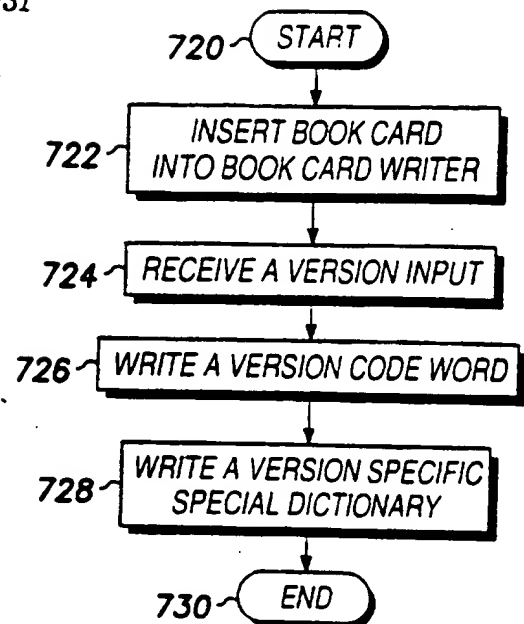 720 START
722 INSERT BOOK CARD
INTO BOOK CARD WRITER
724 RECEIVE A VERSION INPUT
726 WRITE A VERSION CODE WORD
728 WRITE A VERSION SPECIFIC
SPECIAL DICTIONARY
730 END